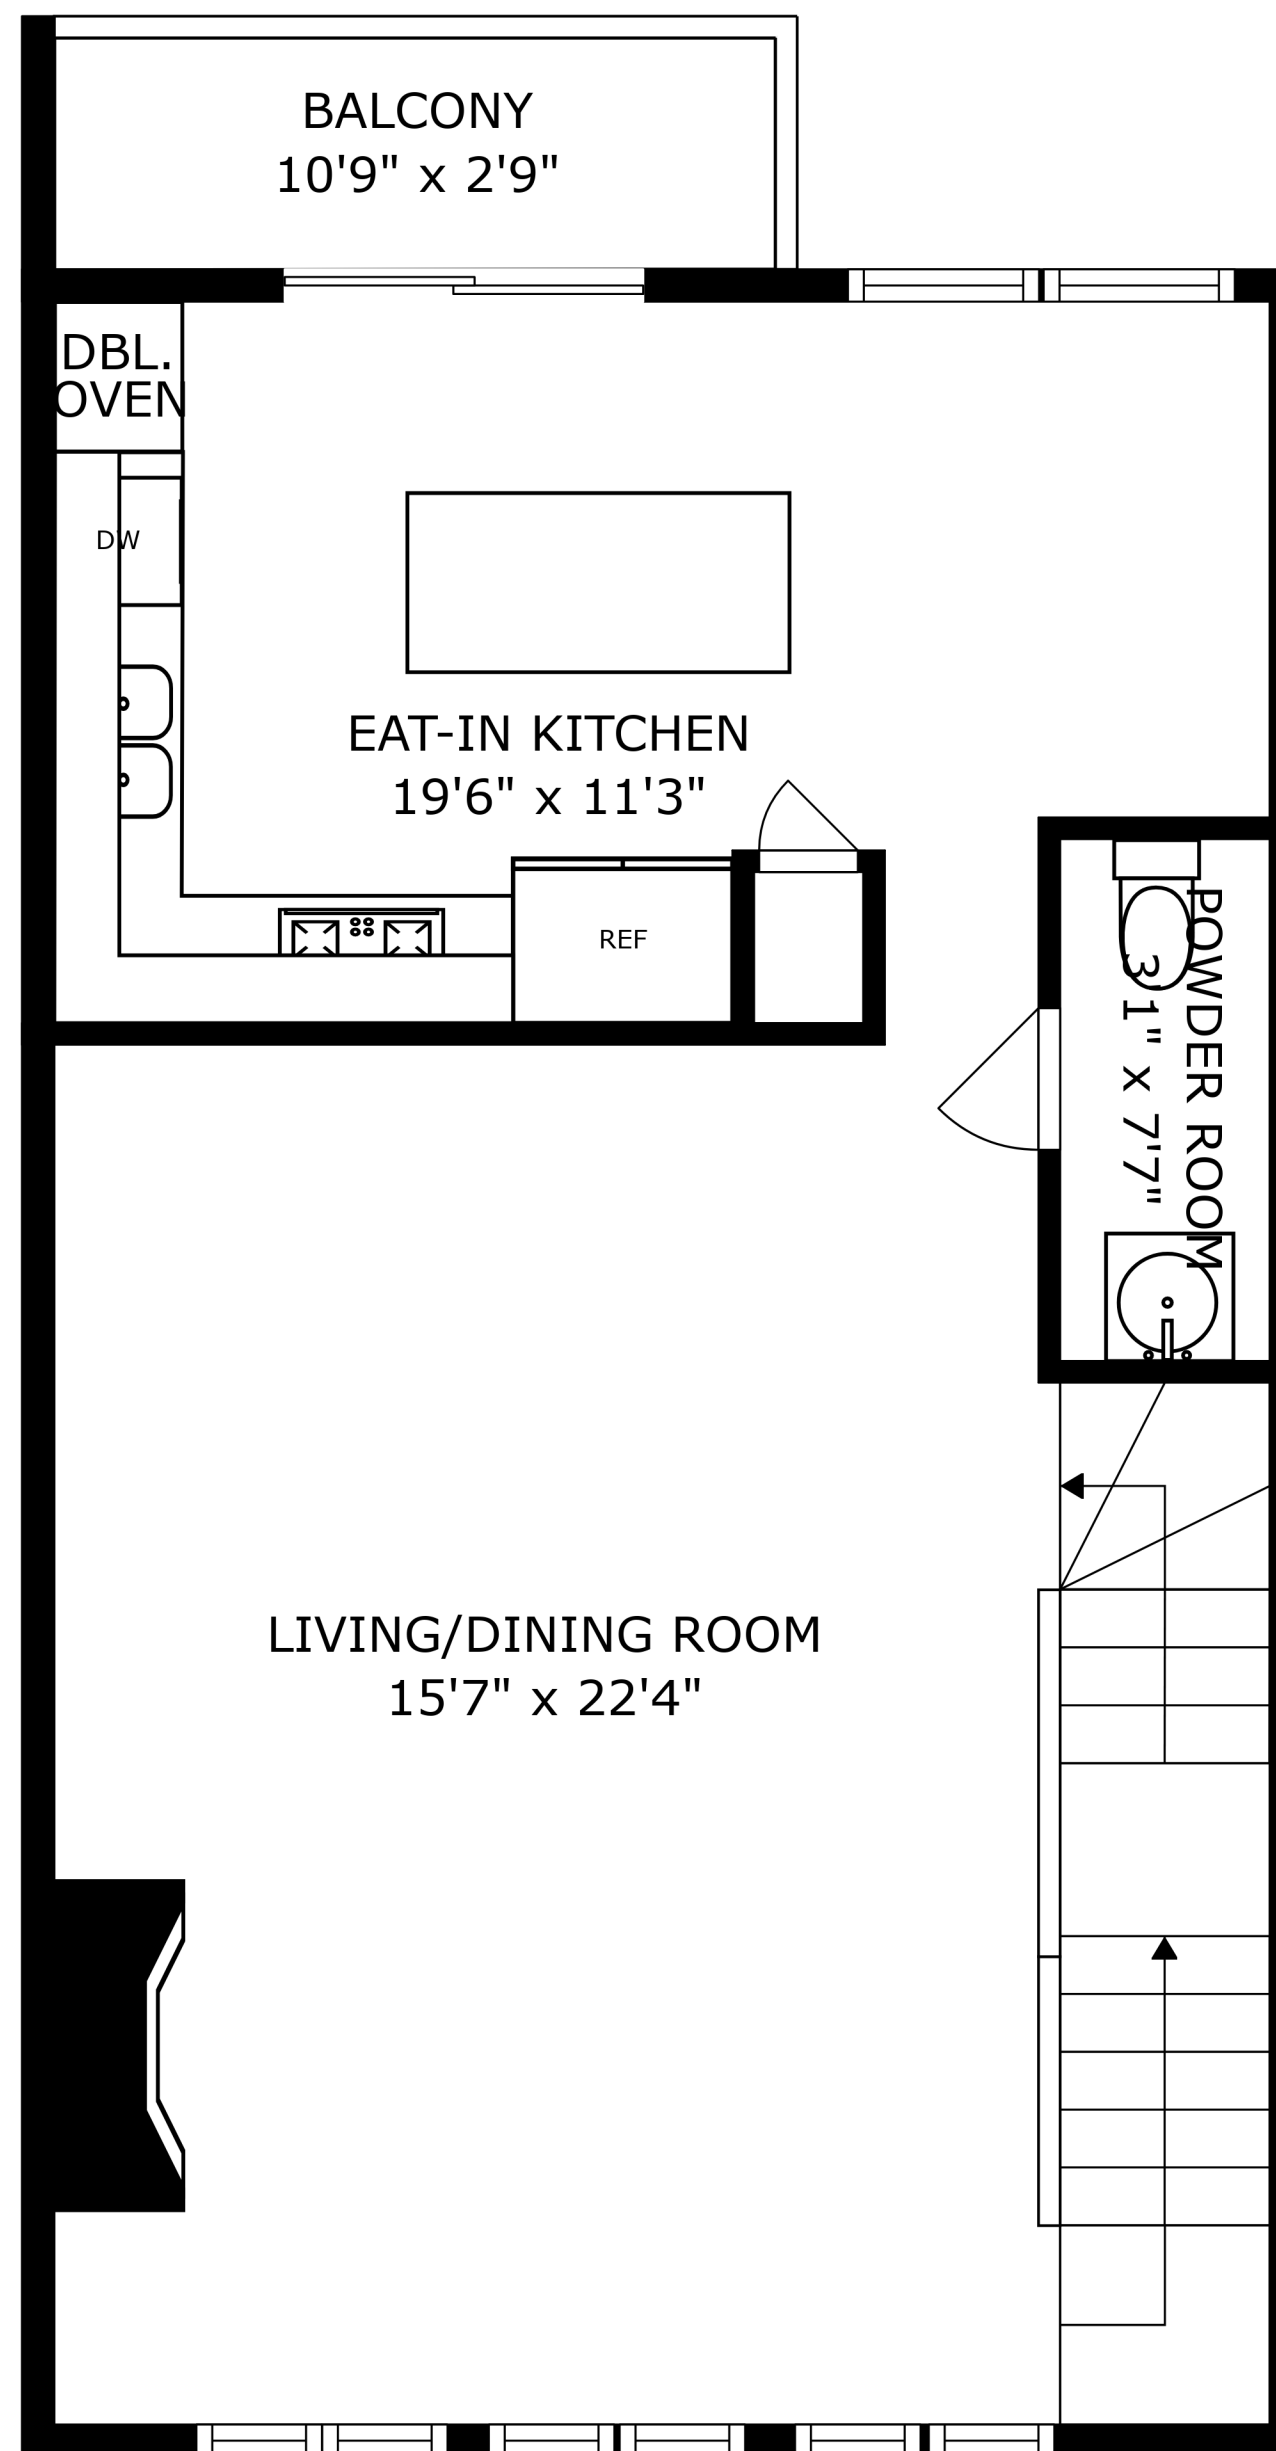 BALCONY
10'9" x 2'9"
DBL.
OVEN
DW
EAT-IN KITCHEN
19'6" x 11'3"
REF
POWDER ROOM
3'1" x 7'7"
LIVING/DINING ROOM
15'7" x 22'4"